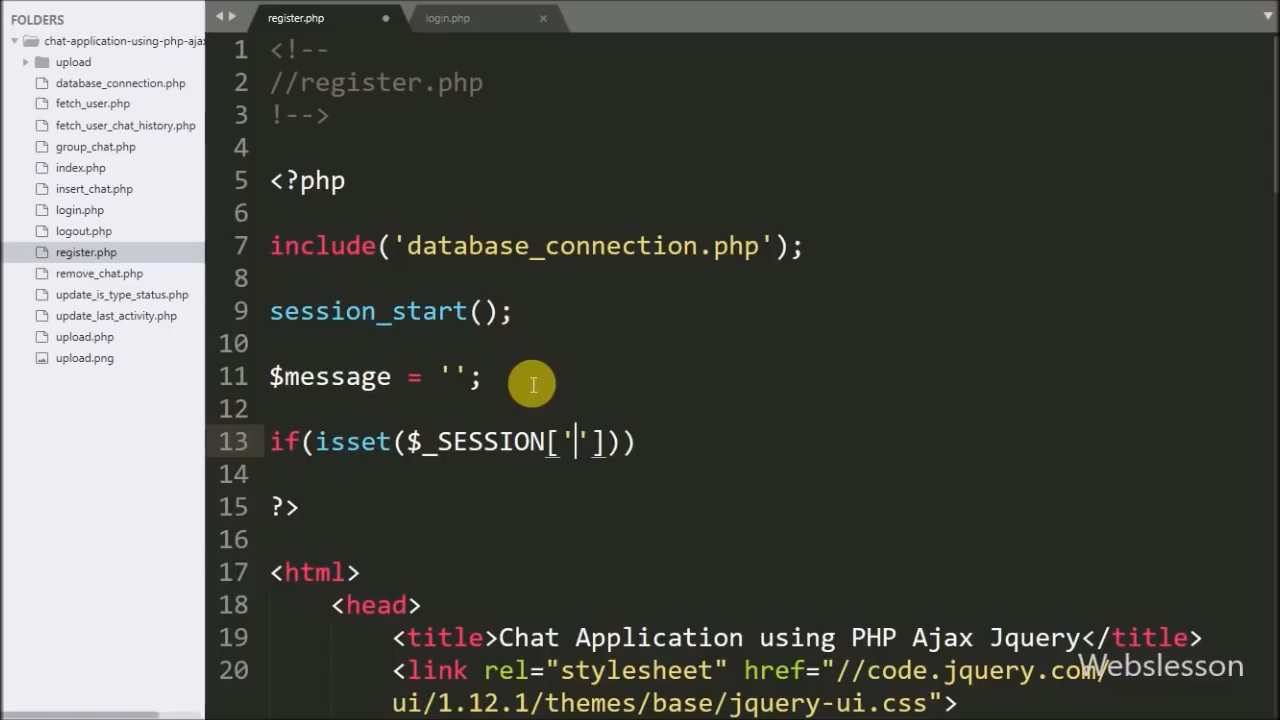 FOLDERS
chat-application-using-php-ajax
upload
database_connection.php
fetch_user.php
fetch_user_chat_history.php
group_chat.php
index.php
insert_chat.php
login.php
logout.php
register.php
remove_chat.php
update_is_type_status.php
update_last_activity.php
upload.php
upload.png
register.php
login.php
1 <!--
2 //register.php
3 !-->
4
5 <?php
6
7 include('database_connection.php');
8
9 session_start();
10
11 $message = '';
12
13 if(isset($_SESSION['']))
14
15 ?>
16
17 <html>
18 <head>
19 <title>Chat Application using PHP Ajax Jquery</title>
20 <link rel="stylesheet" href="//code.jquery.com/
ui/1.12.1/themes/base/jquery-ui.css">
Webslesson